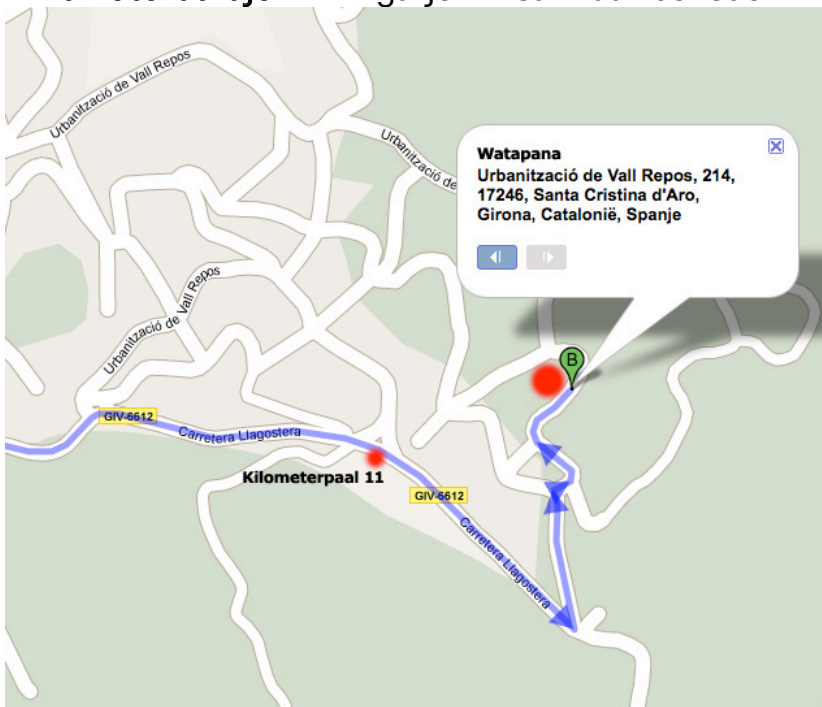 Urbanització de Vall Repos
Urbanització de
Watapana
Urbanització de Vall Repos, 214,
17246, Santa Cristina d'Aro,
Girona, Catalonië, Spanje
Urbanització de Vall Repos
B
GIV-6612
Carretera Llagostera
Kilometerpaal 11
GIV-6612
Carretera Llagostera